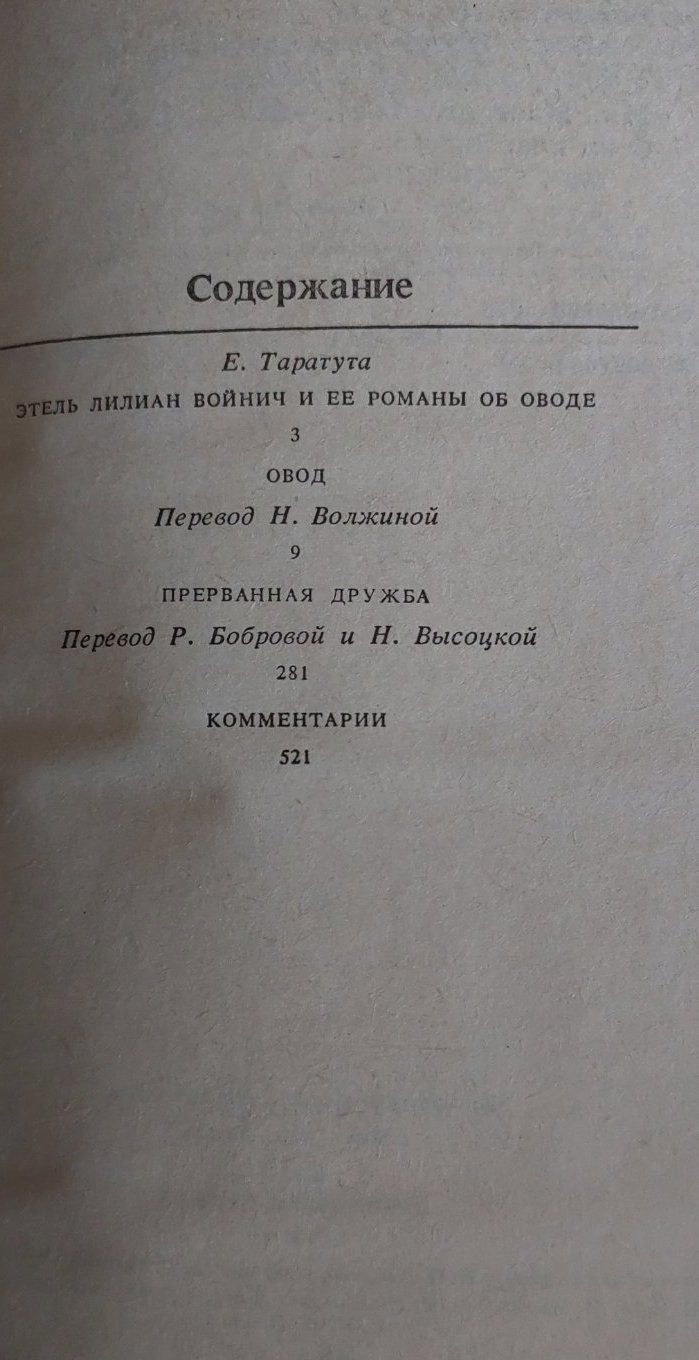 Содержание
Е. Таратута
ЭТЕЛЬ ЛИЛИАН ВОЙНИЧ И ЕЕ РОМАНЫ ОБ ОВОДЕ
3
ОВОД
Перевод Н. Волжиной
9
ПРЕРВАННАЯ ДРУЖБА
Перевод Р. Бобровой и Н. Высоцкой
281
КОММЕНТАРИИ
521